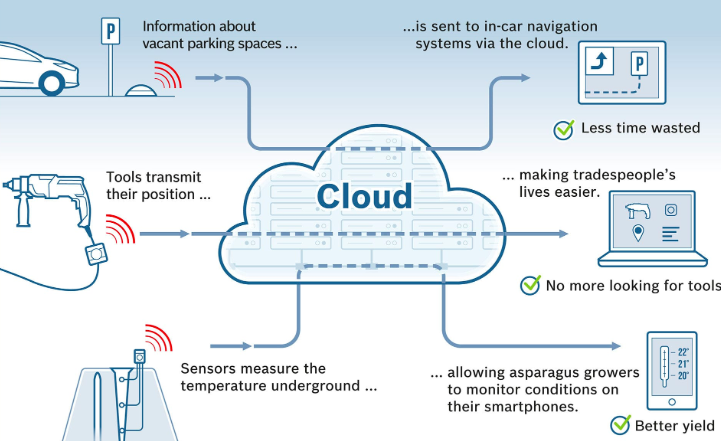 Information about
vacant parking spaces ...
P
...is sent to in-car navigation
systems via the cloud.
P
Less time wasted
Cloud
Tools transmit
their position ...
... making tradespeople's
lives easier.
No more looking for tools
Sensors measure the
temperature underground ...
... allowing asparagus growers
to monitor conditions on
their smartphones.
22°
21°
20°
Better yield